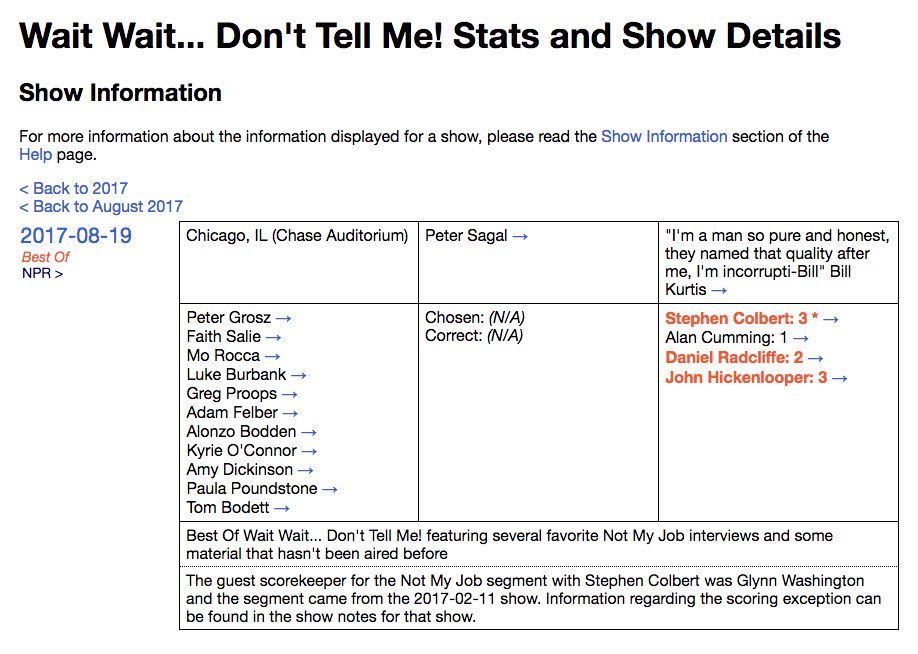 Wait Wait... Don't Tell Me! Stats and Show Details
Show Information
For more information about the information displayed for a show, please read the Show Information section of the
Help page.
< Back to 2017
< Back to August 2017
2017-08-19
Best Of
NPR >
Chicago, IL (Chase Auditorium)
Peter Sagal →
"I'm a man so pure and honest,
they named that quality after
me, I'm incorrupti-Bill" Bill
Kurtis →
Peter Grosz →
Faith Salie →
Mo Rocca →
Luke Burbank →
Greg Proops →
Adam Felber →
Alonzo Bodden →
Kyrie O'Connor →
Amy Dickinson →
Paula Poundstone →
Tom Bodett →
Chosen: (N/A)
Correct: (N/A)
Stephen Colbert: 3 * →
Alan Cumming: 1 →
Daniel Radcliffe: 2 →
John Hickenlooper: 3 →
Best Of Wait Wait... Don't Tell Me! featuring several favorite Not My Job interviews and some
material that hasn't been aired before
The guest scorekeeper for the Not My Job segment with Stephen Colbert was Glynn Washington
and the segment came from the 2017-02-11 show. Information regarding the scoring exception can
be found in the show notes for that show.